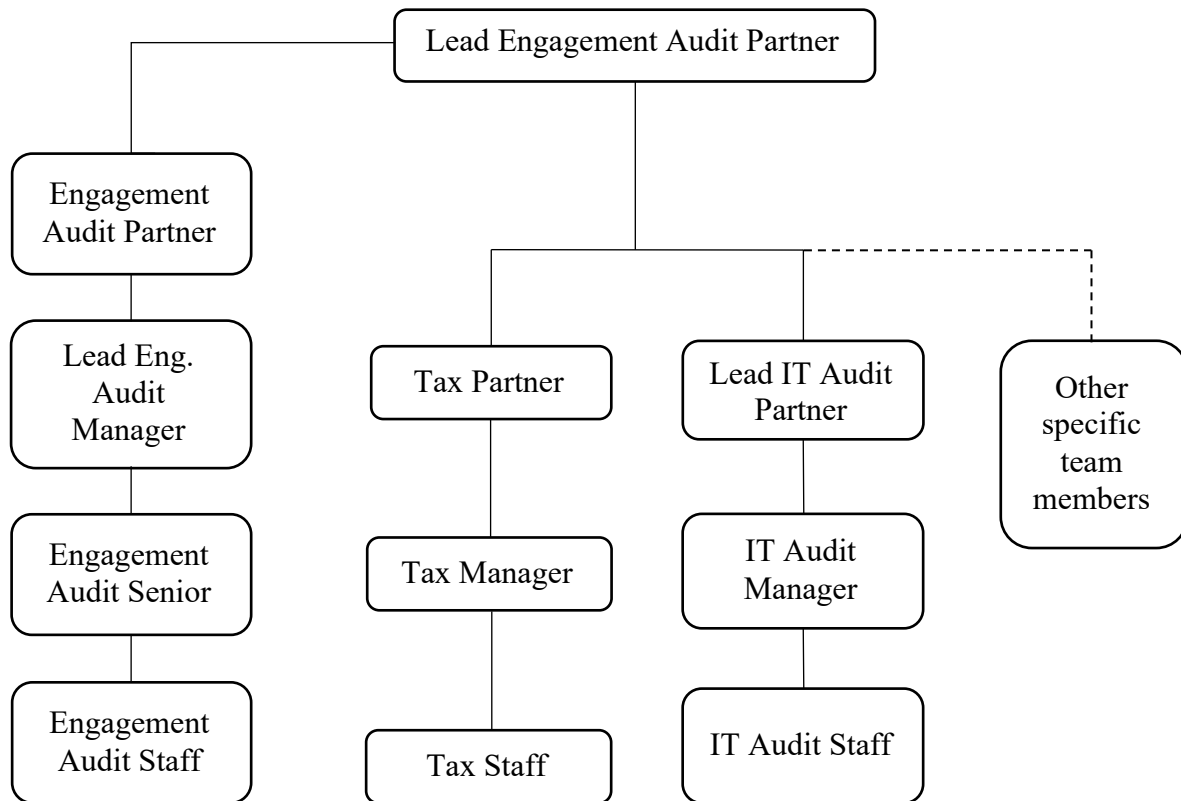 Lead Engagement Audit Partner
Engagement
Audit Partner
Lead Eng.
Audit
Manager
Engagement
Audit Senior
Engagement
Audit Staff
Tax Partner
Tax Manager
Tax Staff
Lead IT Audit
Partner
IT Audit
Manager
IT Audit Staff
Other
specific
team
members